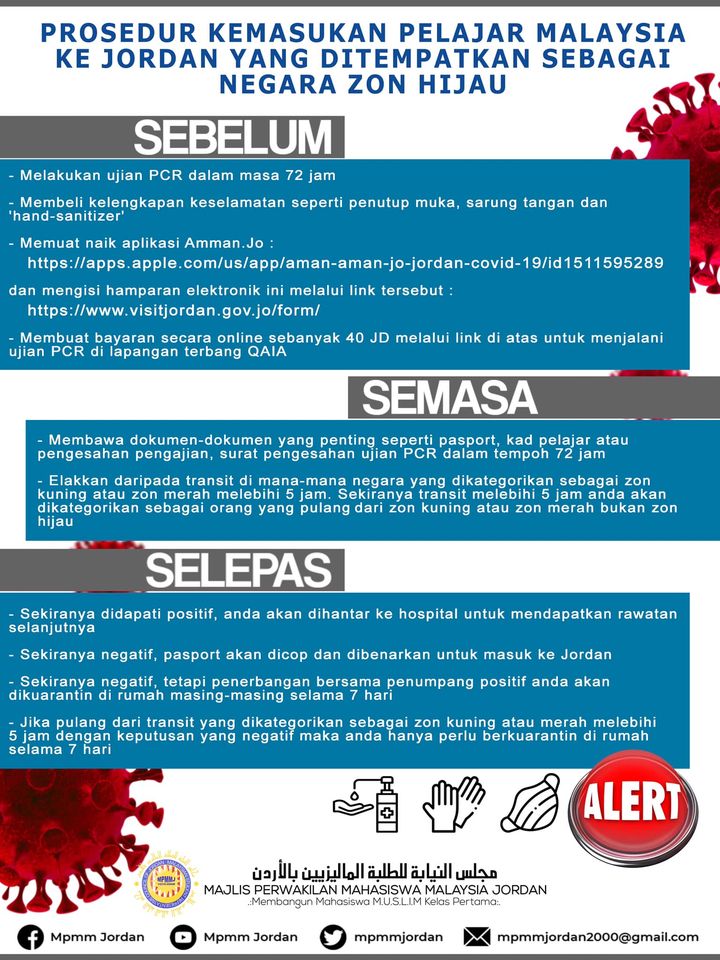 PROSEDUR KEMASUKAN PELAJAR MALAYSIA
KE JORDAN YANG DITEMPATKAN SEBAGAI
NEGARA ZON HIJAU
SEBELUM
- Melakukan ujian PCR dalam masa 72 jam
- Membeli kelengkapan keselamatan seperti penutup muka, sarung tangan dan
'hand-sanitizer'
- Memuat naik aplikasi Amman.Jo :
https://apps.apple.com/us/app/aman-aman-jo-jordan-covid-19/id1511595289
dan mengisi hamparan elektronik ini melalui link tersebut :
https://www.visitjordan.gov.jo/form/
- Membuat bayaran secara online sebanyak 40 JD melalui link di atas untuk menjalani
ujian PCR di lapangan terbang QAIA
SEMASA
- Membawa dokumen-dokumen yang penting seperti pasport, kad pelajar atau
pengesahan pengajian, surat pengesahan ujian PCR dalam tempoh 72 jam
- Elakkan daripada transit di mana-mana negara yang dikategorikan sebagai zon
kuning atau zon merah melebihi 5 jam. Sekiranya transit melebihi 5 jam anda akan
dikategorikan sebagai orang yang pulang dari zon kuning atau zon merah bukan zon
hijau
SELEPAS
- Sekiranya didapati positif, anda akan dihantar ke hospital untuk mendapatkan rawatan
selanjutnya
- Sekiranya negatif, pasport akan dicop dan dibenarkan untuk masuk ke Jordan
- Sekiranya negatif, tetapi penerbangan bersama penumpang positif anda akan
dikuarantin di rumah masing-masing selama 7 hari
- Jika pulang dari transit yang dikategorikan sebagai zon kuning atau merah melebihi
5 jam dengan keputusan yang negatif maka anda hanya perlu berkuarantin di rumah
selama 7 hari
ALERT
مجلس النيابة للطلبة الماليزيين بالأردن
MAJLIS PERWAKILAN MAHASISWA MALAYSIA JORDAN
.:Membangun Mahasiswa M.U.S.L.I.M Kelas Pertama:.
MPMMJ
Mpmm Jordan
Mpmm Jordan
mpmmjordan
mpmmjordan2000@gmail.com